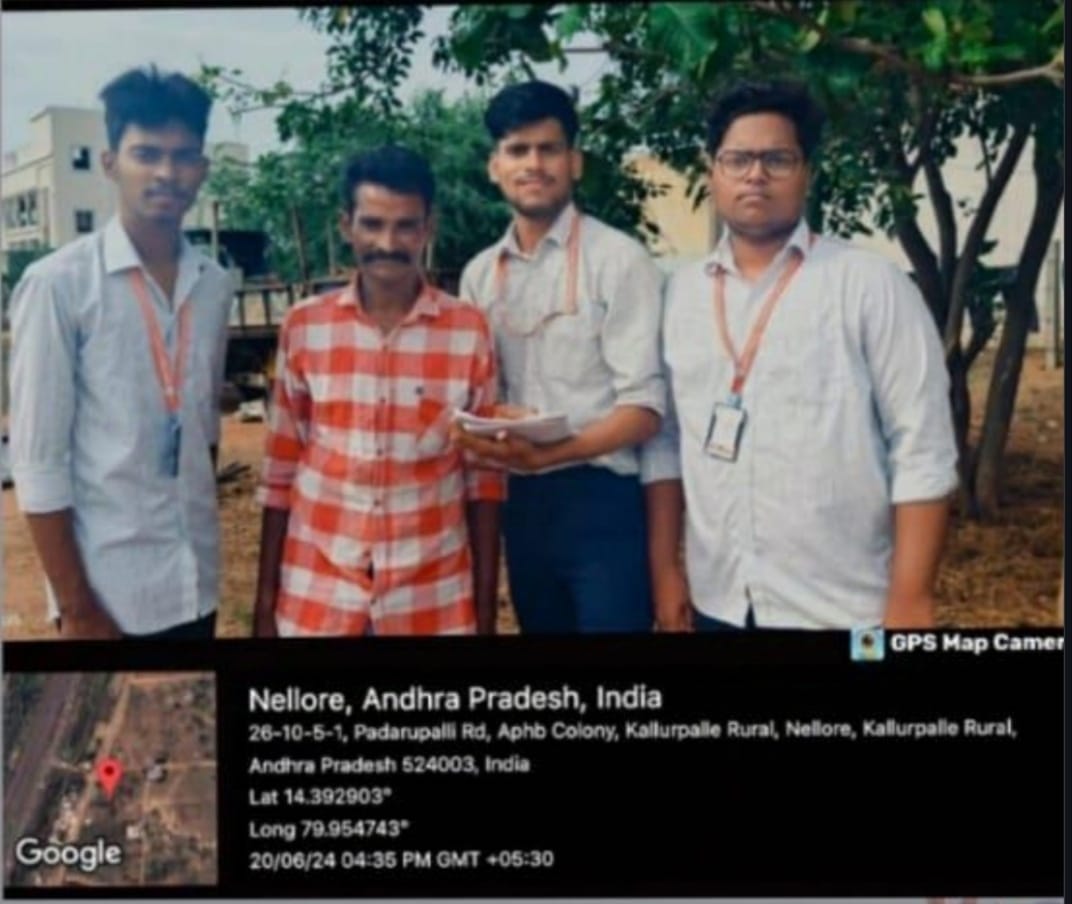 GPS Map Camer
Nellore, Andhra Pradesh, India
26-10-5-1, Padarupalli Rd, Aphb Colony, Kallurpalle Rural, Nellore, Kallurpalle Rural,
Andhra Pradesh 524003, India
Lat 14.392903°
Long 79.954743°
20/06/24 04:35 PM GMT +05:30
Google